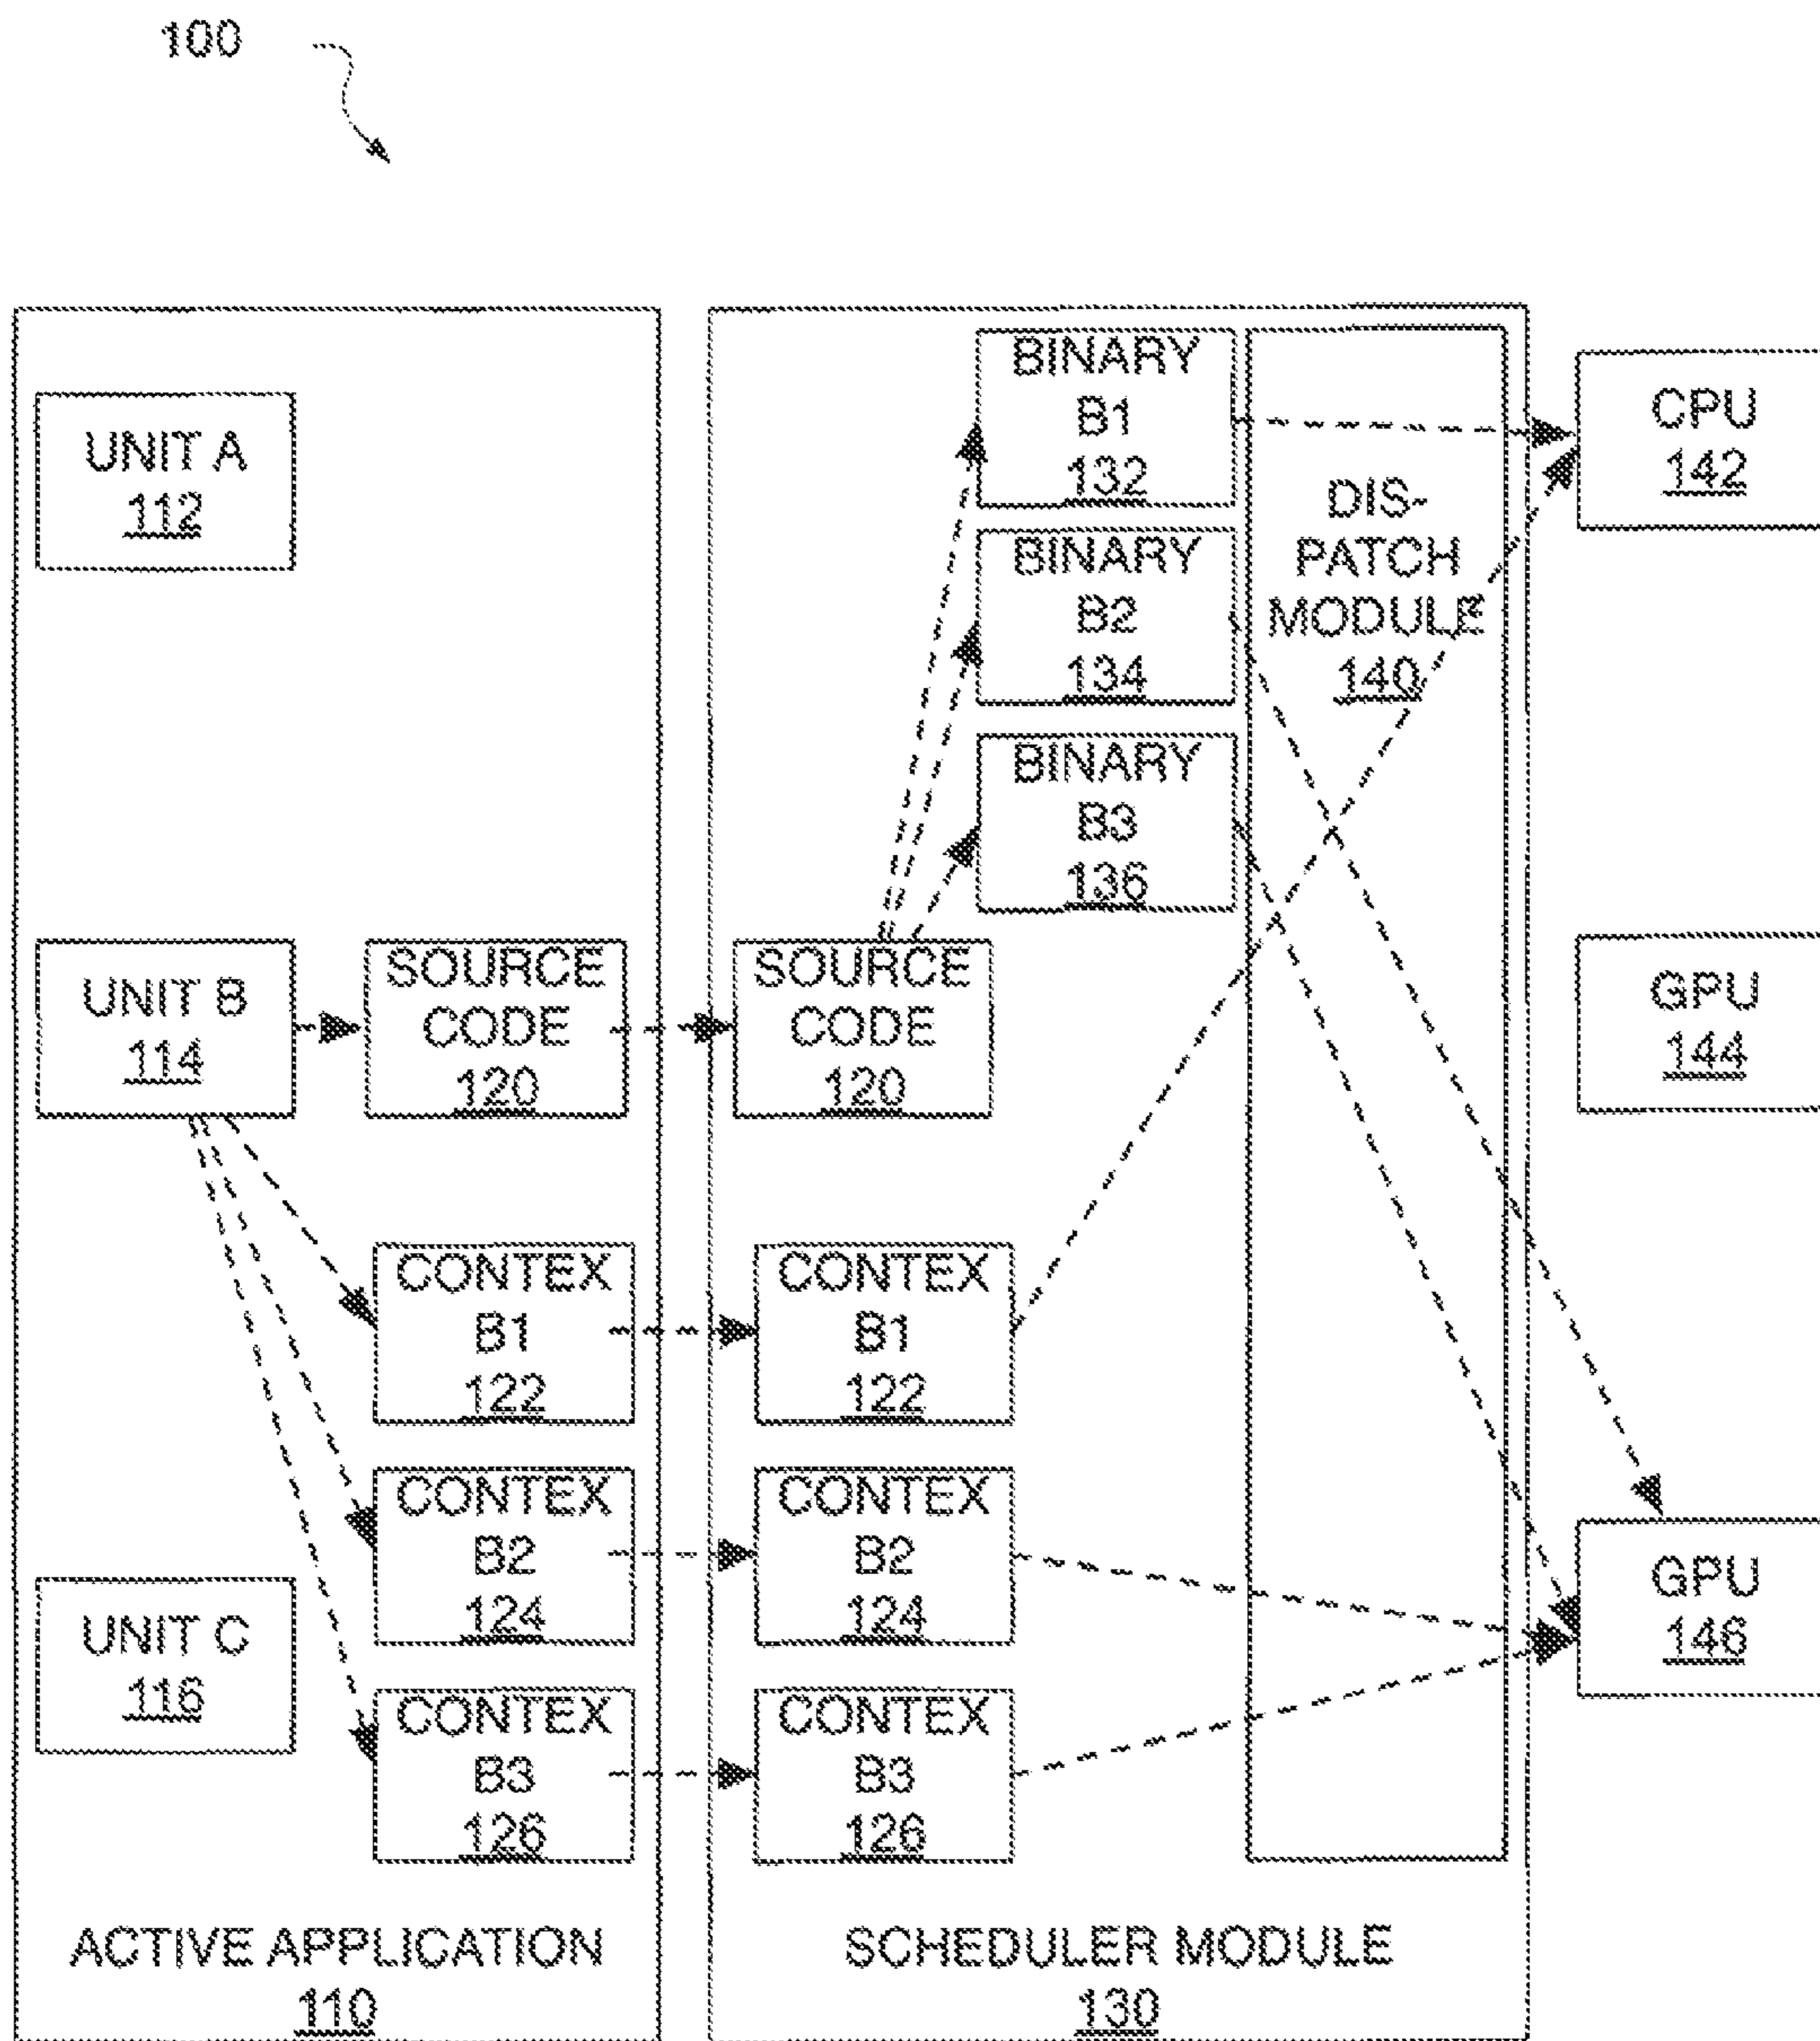 100
UNIT A
112
UNIT B
114
UNIT C
116
SOURCE
CODE
120
CONTEX
B1
122
CONTEX
B2
124
CONTEX
B3
126
ACTIVE APPLICATION
110
BINARY
B1
132
BINARY
B2
134
BINARY
B3
136
SOURCE
CODE
120
CONTEX
B1
122
CONTEX
B2
124
CONTEX
B3
126
DIS-
PATCH
MODULE
140
SCHEDULER MODULE
130
CPU
142
GPU
144
GPU
146